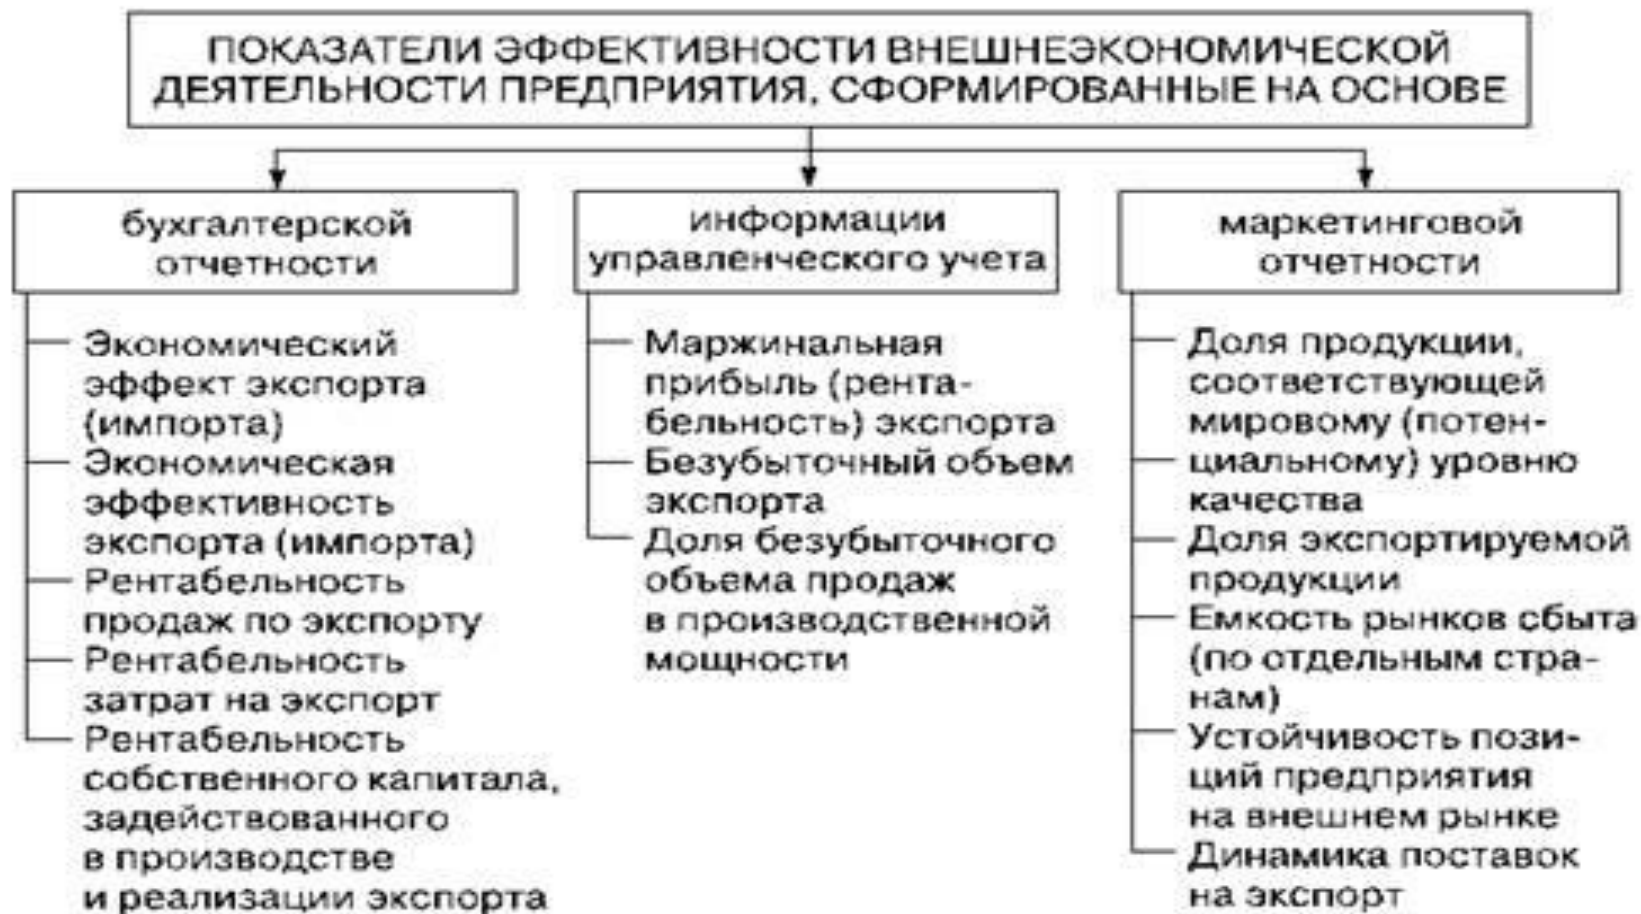 ПОКАЗАТЕЛИ ЭФФЕКТИВНОСТИ ВНЕШНЕЭКОНОМИЧЕСКОЙ
ДЕЯТЕЛЬНОСТИ ПРЕДПРИЯТИЯ, СФОРМИРОВАННЫЕ НА ОСНОВЕ
бухгалтерской
отчетности
Экономический
эффект экспорта
(импорта)
Экономическая
эффективность
экспорта (импорта)
Рентабельность
продаж по экспорту
Рентабельность
затрат на экспорт
Рентабельность
собственного капитала,
задействованного
в производстве
и реализации экспорта
информации
управленческого учета
Маржинальная
прибыль (рента-
бельность) экспорта
Безубыточный объем
экспорта
Доля безубыточного
объема продаж
в производственной
мощности
маркетинговой
отчетности
Доля продукции,
соответствующей
мировому (потен-
циальному) уровню
качества
Доля экспортируемой
продукции
Емкость рынков сбыта
(по отдельным стра-
нам)
Устойчивость пози-
ций предприятия
на внешнем рынке
Динамика поставок
на экспорт